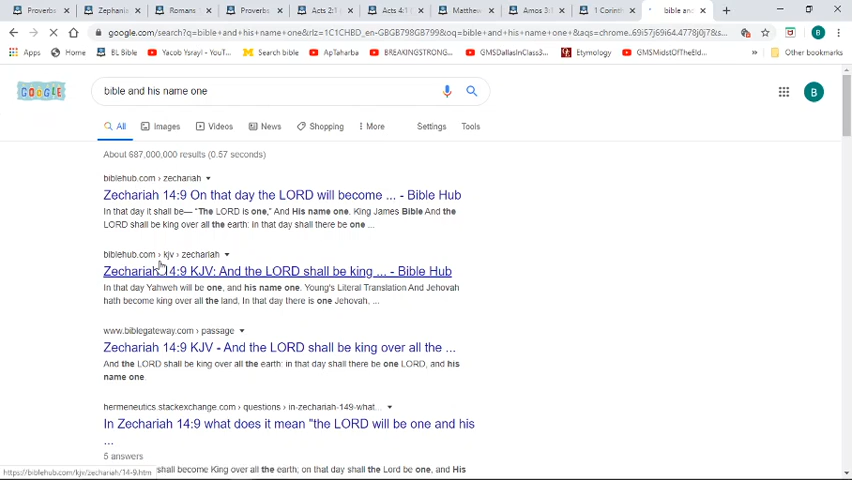 Proverbs
Zephanis
Romans
Proverbs
Acts 2:1
Acts 4:1
Matthew
Amos 3:
1 Corinth
bible and
google.com/search?q=bible+and+his+name+one&rlz=1C1CHBD_en-GBGB798GB799&oq=bible+and+his+name+one+&aqs=chrome..69i57j69i64.4778j0j7&s...
B
Apps
Home
BL Bible
Yacob Ysrayl - YouT...
Search bible
ApTaharba
BREAKINGSTRONG...
GMSDallasInClass3...
Etymology
GMSMidstOfTheEl...
»
Other bookmarks
GOOGLE
bible and his name one
B
All
Images
Videos
News
Shopping
More
Settings
Tools
About 687,000,000 results (0.57 seconds)
biblehub.com › zechariah
Zechariah 14:9 On that day the LORD will become ... - Bible Hub
In that day it shall be— “The LORD is one,” And His name one. King James Bible And the
LORD shall be king over all the earth: in that day shall there be one ...
biblehub.com › kjv › zechariah
Zechariah 14:9 KJV: And the LORD shall be king ... - Bible Hub
In that day Yahweh will be one, and his name one. Young's Literal Translation And Jehovah
hath become king over all the land, In that day there is one Jehovah, ...
www.biblegateway.com › passage
Zechariah 14:9 KJV - And the LORD shall be king over all the ...
And the LORD shall be king over all the earth: in that day shall there be one LORD, and his
name one.
hermeneutics.stackexchange.com › questions › in-zechariah-149-what...
In Zechariah 14:9 what does it mean "the LORD will be one and his
...
5 answers
shall become King over all the earth; on that day shall the Lord be one, and His
https://biblehub.com/kjv/zechariah/14-9.htm